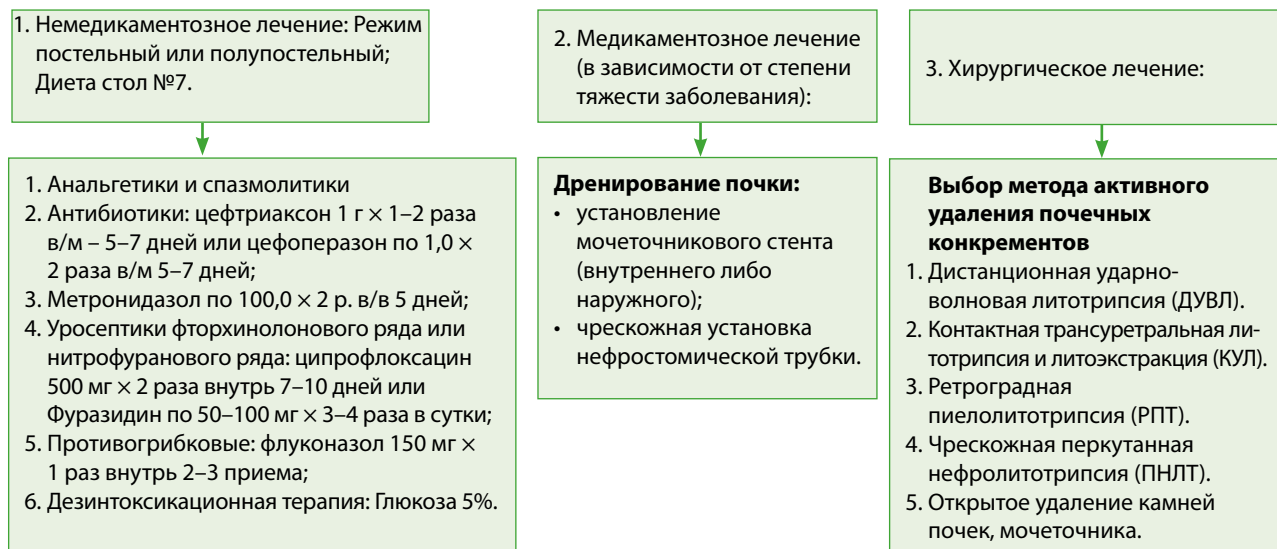 1. Немедикаментозное лечение: Режим
постельный или полупостельный;
Диета стол №7.
2. Медикаментозное лечение
(в зависимости от степени
тяжести заболевания):
3. Хирургическое лечение:
1. Анальгетики и спазмолитики
2. Антибиотики: цефтриаксон 1 г × 1–2 раза
в/м – 5–7 дней или цефоперазон по 1,0 ×
2 раза в/м 5–7 дней;
3. Метронидазол по 100,0 × 2 р. в/в 5 дней;
4. Уросептики фторхинолонового ряда или
нитрофуранового ряда: ципрофлоксацин
500 мг × 2 раза внутрь 7–10 дней или
Фуразидин по 50–100 мг × 3–4 раза в сутки;
5. Противогрибковые: флуконазол 150 мг ×
1 раз внутрь 2–3 приема;
6. Дезинтоксикационная терапия: Глюкоза 5%.
Дренирование почки:
• установление
мочеточникового стента
(внутреннего либо
наружного);
• чрескожная установка
нефростомической трубки.
Выбор метода активного
удаления почечных
конкрементов
1. Дистанционная ударно-
волновая литотрипсия (ДУВЛ).
2. Контактная трансуретральная ли-
тотрипсия и литоэкстракция (КУЛ).
3. Ретроградная
пиелолитотрипсия (РПТ).
4. Чрескожная перкутанная
нефролитотрипсия (ПНЛТ).
5. Открытое удаление камней
почек, мочеточника.